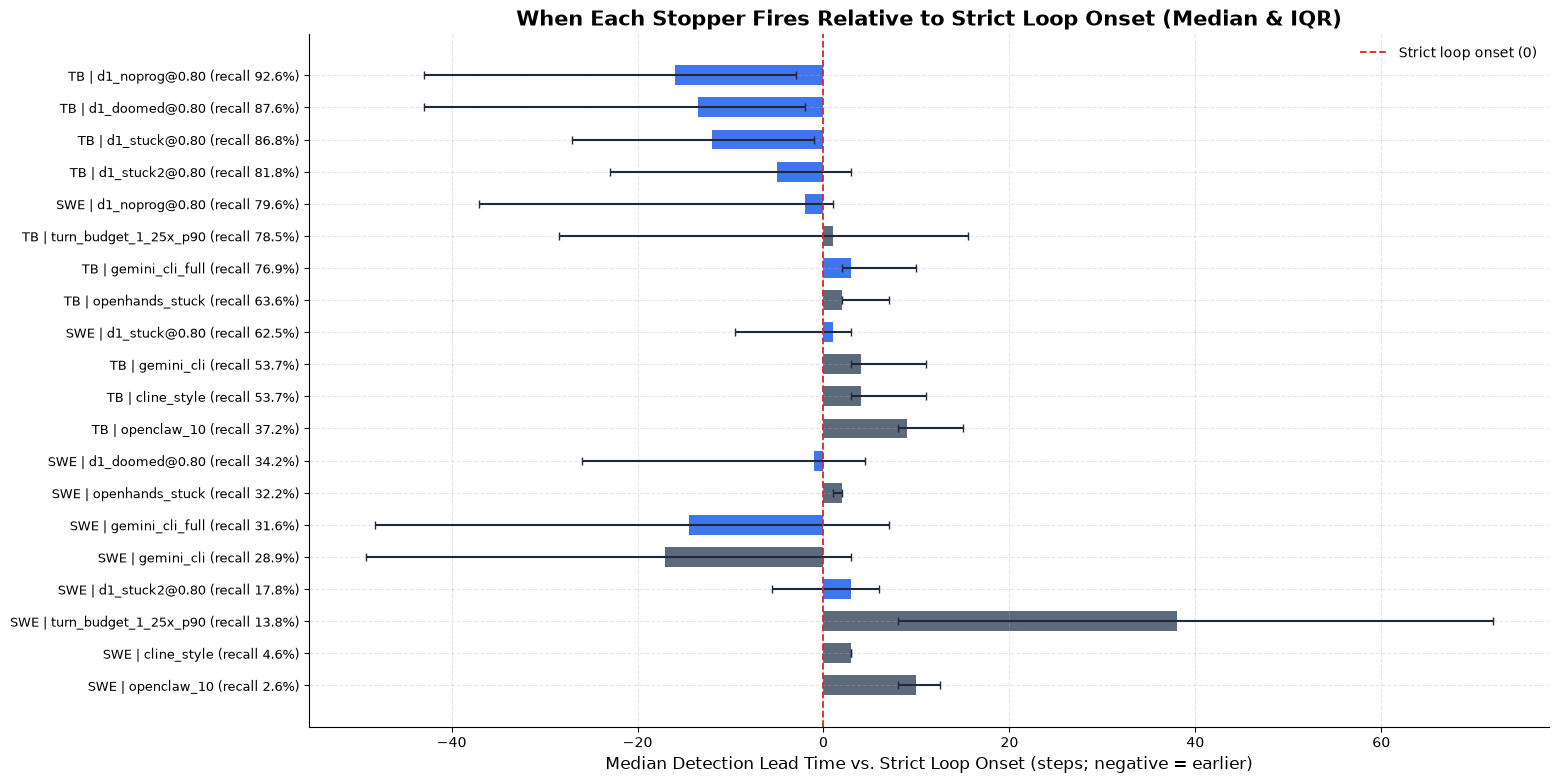 When Each Stopper Fires Relative to Strict Loop Onset (Median & IQR)
Strict loop onset (0)
TB | d1_noprog@0.80 (recall 92.6%)
TB | d1_doomed@0.80 (recall 87.6%)
TB | d1_stuck@0.80 (recall 86.8%)
TB | d1_stuck2@0.80 (recall 81.8%)
SWE | d1_noprog@0.80 (recall 79.6%)
TB | turn_budget_1_25x_p90 (recall 78.5%)
TB | gemini_cli_full (recall 76.9%)
TB | openhands_stuck (recall 63.6%)
SWE | d1_stuck@0.80 (recall 62.5%)
TB | gemini_cli (recall 53.7%)
TB | cline_style (recall 53.7%)
TB | openclaw_10 (recall 37.2%)
SWE | d1_doomed@0.80 (recall 34.2%)
SWE | openhands_stuck (recall 32.2%)
SWE | gemini_cli_full (recall 31.6%)
SWE | gemini_cli (recall 28.9%)
SWE | d1_stuck2@0.80 (recall 17.8%)
SWE | turn_budget_1_25x_p90 (recall 13.8%)
SWE | cline_style (recall 4.6%)
SWE | openclaw_10 (recall 2.6%)
−40 −20 0 20 40 60
Median Detection Lead Time vs. Strict Loop Onset (steps; negative = earlier)